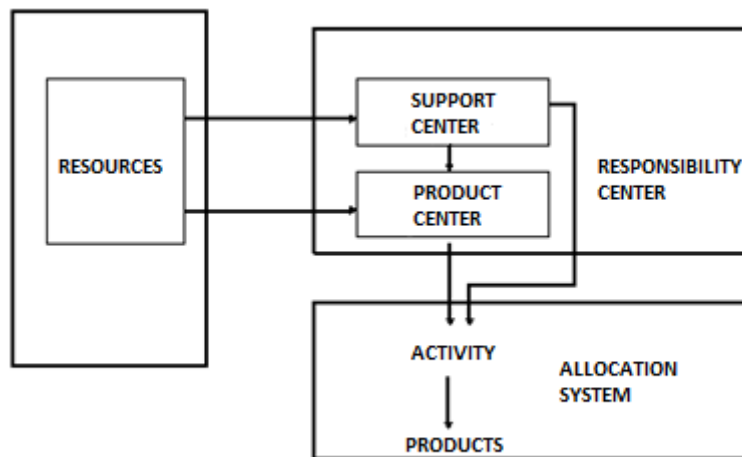 SUPPORT
CENTER
RESOURCES
RESPONSIBILITY
CENTER
PRODUCT
CENTER
ACTIVITY
ALLOCATION
SYSTEM
PRODUCTS